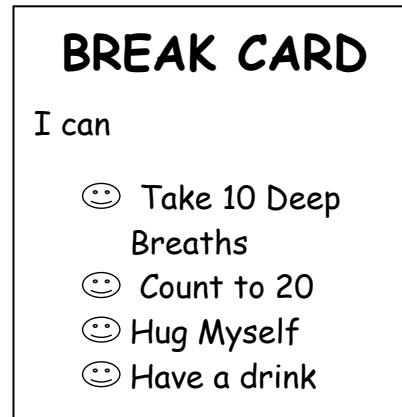 BREAK CARD
I can
Take 10 Deep
Breaths
Count to 20
Hug Myself
Have a drink